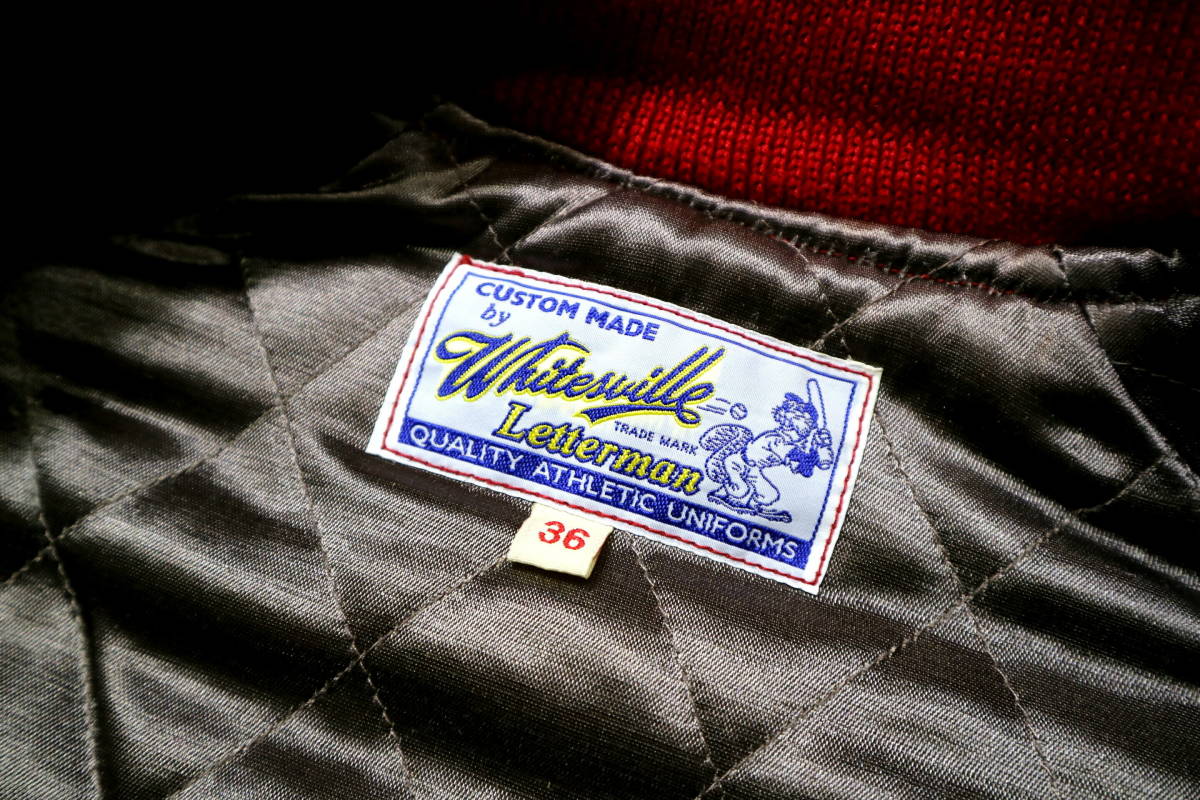 CUSTOM MADE
by
Whitesville
TRADE MARK
Letterman
QUALITY ATHLETIC UNIFORMS
36